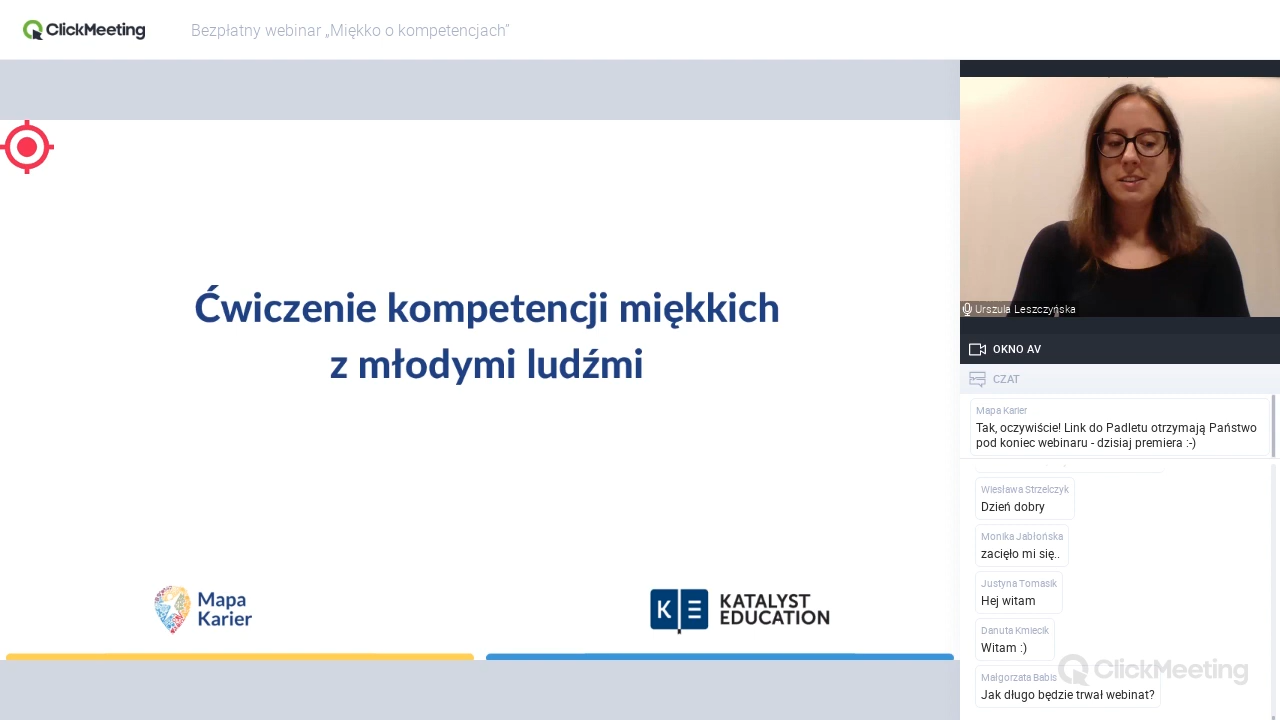 ClickMeeting
Bezpłatny webinar „Miękko o kompetencjach”
Ćwiczenie kompetencji miękkich
z młodymi ludźmi
Mapa
Karier
KE
KATALYST
EDUCATION
Urszula Leszczyńska
OKNO AV
CZAT
Mapa Karier
Tak, oczywiście! Link do Padletu otrzymają Państwo
pod koniec webinaru - dzisiaj premiera :-)
Wiesława Strzelczyk
Dzień dobry
Monika Jabłońska
zacięło mi się..
Justyna Tomasik
Hej witam
Danuta Kmiecik
Witam :)
Małgorzata Babis
Jak długo będzie trwał webinat?
ClickMeeting